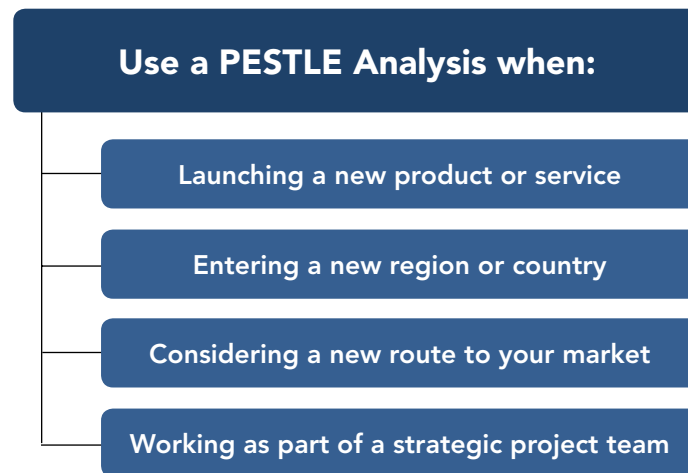 Use a PESTLE Analysis when:
Launching a new product or service
Entering a new region or country
Considering a new route to your market
Working as part of a strategic project team